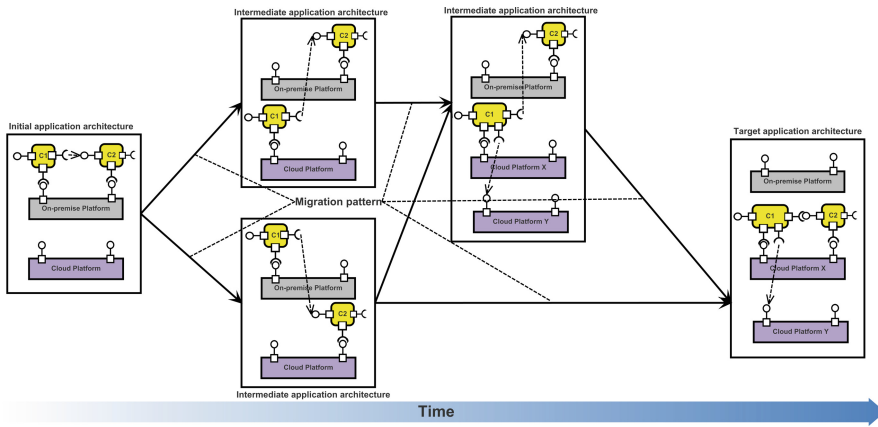 Intermediate application architecture
C2
On-premise Platform
C1
Cloud Platform
Intermediate application architecture
C2
On-premise Platform
C1
Cloud Platform X
Cloud Platform Y
Initial application architecture
C1
C2
On-premise Platform
Cloud Platform
Migration pattern
Target application architecture
On-premise Platform
C1
C2
Cloud Platform X
Cloud Platform Y
C1
On-premise Platform
C2
Cloud Platform
Intermediate application architecture
Time